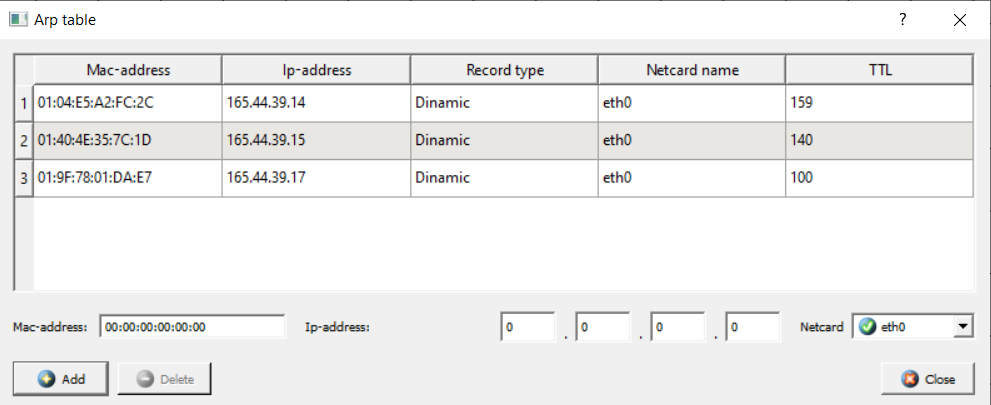 Arp table
Mac-address Ip-address Record type Netcard name TTL
1 01:04:E5:A2:FC:2C 165.44.39.14 Dinamic eth0 159
2 01:40:4E:35:7C:1D 165.44.39.15 Dinamic eth0 140
3 01:9F:78:01:DA:E7 165.44.39.17 Dinamic eth0 100
Mac-address: 00:00:00:00:00:00 Ip-address: 0 . 0 . 0 . 0 Netcard eth0
Add Delete Close